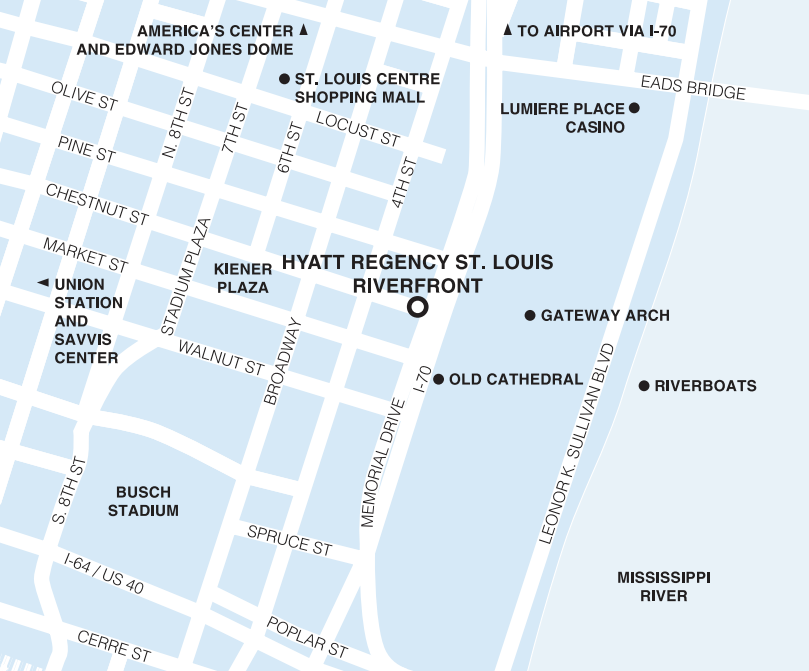 AMERICA'S CENTER
AND EDWARD JONES DOME
TO AIRPORT VIA I-70
ST. LOUIS CENTRE
SHOPPING MALL
EADS BRIDGE
OLIVE ST
N. 8TH ST
7TH ST
6TH ST
LOCUST ST
LUMIERE PLACE
CASINO
PINE ST
4TH ST
CHESTNUT ST
MARKET ST
STADIUM PLAZA
KIENER
PLAZA
HYATT REGENCY ST. LOUIS
RIVERFRONT
UNION
STATION
AND
SAVVIS
CENTER
GATEWAY ARCH
WALNUT ST
BROADWAY
I-70
OLD CATHEDRAL
LEONOR K. SULLIVAN BLVD
RIVERBOATS
MEMORIAL DRIVE
S. 8TH ST
BUSCH
STADIUM
SPRUCE ST
I-64 / US 40
MISSISSIPPI
RIVER
CERRE ST
POPLAR ST